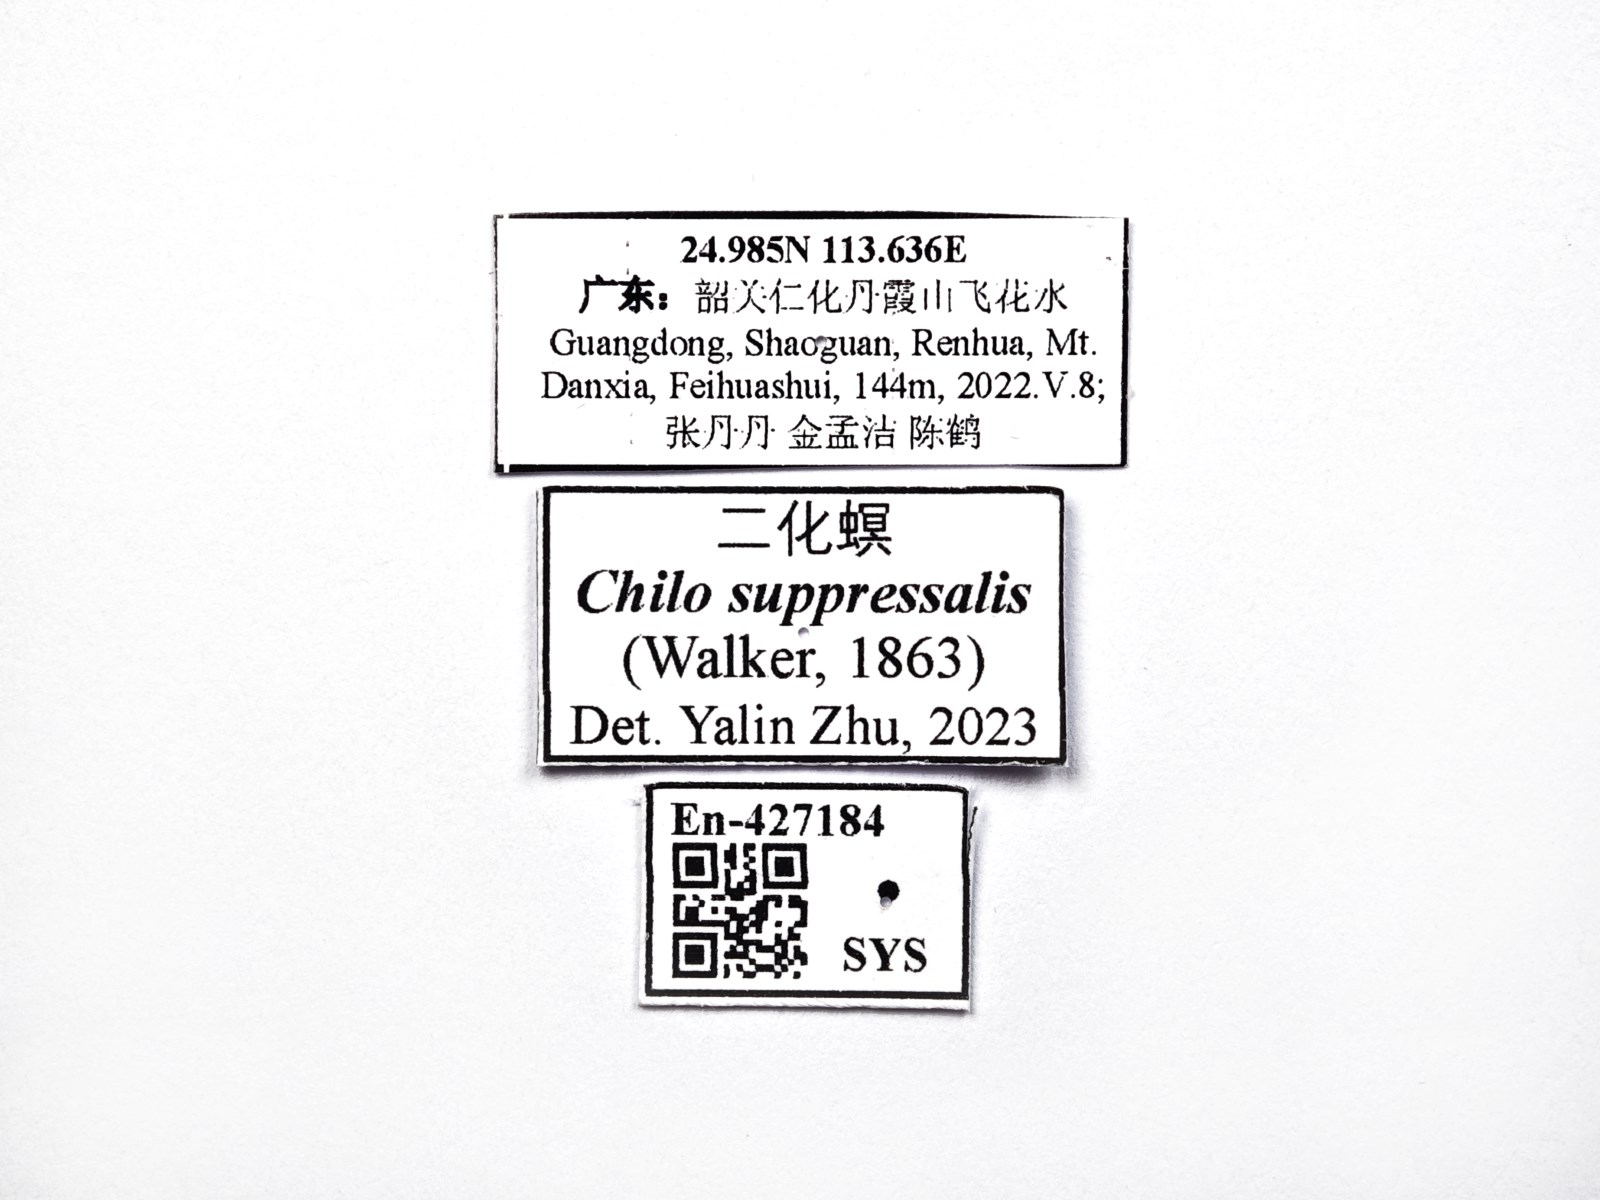 24.985N 113.636E
广东：韶关仁化丹霞山飞花水
Guangdong, Shaoguan, Renhua, Mt.
Danxia, Feihuashui, 144m, 2022.V.8;
张丹丹 金孟洁 陈鹤
二化螟
Chilo suppressalis
(Walker, 1863)
Det. Yalin Zhu, 2023
En-427184
SYS